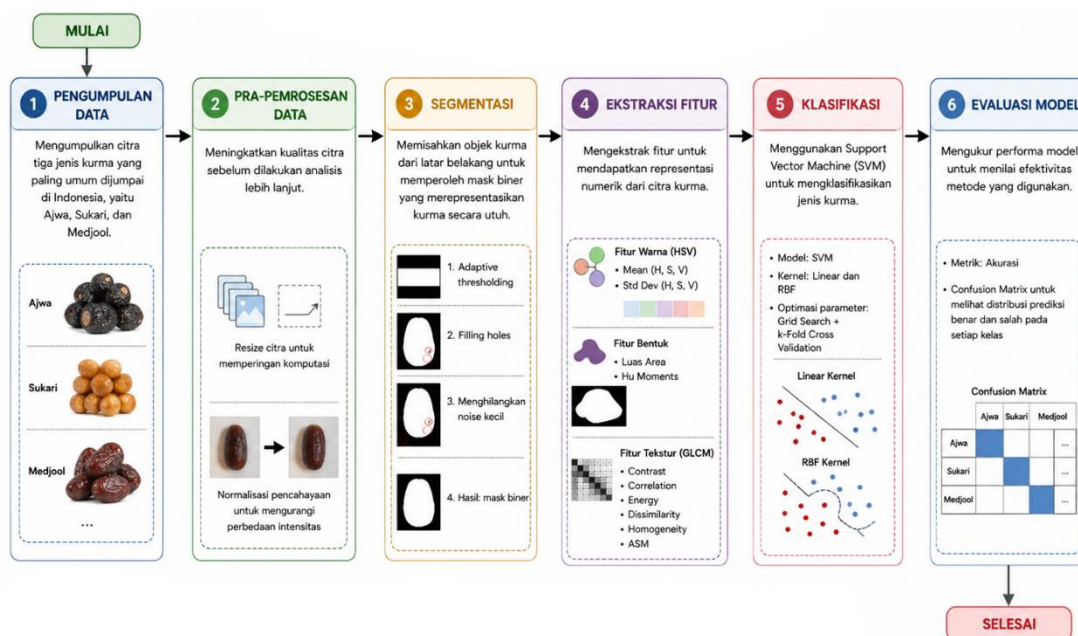 MULAI
1
PENGUMPULAN
DATA
Mengumpulkan citra
tiga jenis kurma yang
paling umum dijumpai
di Indonesia, yaitu
Ajwa, Sukari, dan
Medjool.
Ajwa
Sukari
Medjool
...
2
PRA-PEMROSESAN
DATA
Meningkatkan kualitas citra
sebelum dilakukan analisis
lebih lanjut.
Resize citra untuk
memperingan komputasi
Normalisasi pencahayaan
untuk mengurangi
perbedaan intensitas
3
SEGMENTASI
Memisahkan objek kurma
dari latar belakang untuk
memperoleh mask biner
yang merepresentasikan
kurma secara utuh.
1. Adaptive
thresholding
2. Filling holes
3. Menghilangkan
noise kecil
4. Hasil: mask biner
4
EKSTRAKSI FITUR
Mengekstrak fitur untuk
mendapatkan representasi
numerik dari citra kurma.
Fitur Warna (HSV)
• Mean (H, S, V)
• Std Dev (H, S, V)
Fitur Bentuk
• Luas Area
• Hu Moments
Fitur Tekstur (GLCM)
• Contrast
• Correlation
• Energy
• Dissimilarity
• Homogeneity
• ASM
5
KLASIFIKASI
Menggunakan Support
Vector Machine (SVM)
untuk mengklasifikasikan
jenis kurma.
• Model: SVM
• Kernel: Linear dan
RBF
• Optimasi parameter:
Grid Search +
k-Fold Cross
Validation
Linear Kernel
RBF Kernel
6
EVALUASI MODEL
Mengukur performa model
untuk menilai efektivitas
metode yang digunakan.
• Metrik: Akurasi
• Confusion Matrix untuk
melihat distribusi prediksi
benar dan salah pada
setiap kelas
Confusion Matrix
Ajwa Sukari Medjool
Ajwa ...
Sukari ...
Medjool ...
SELESAI